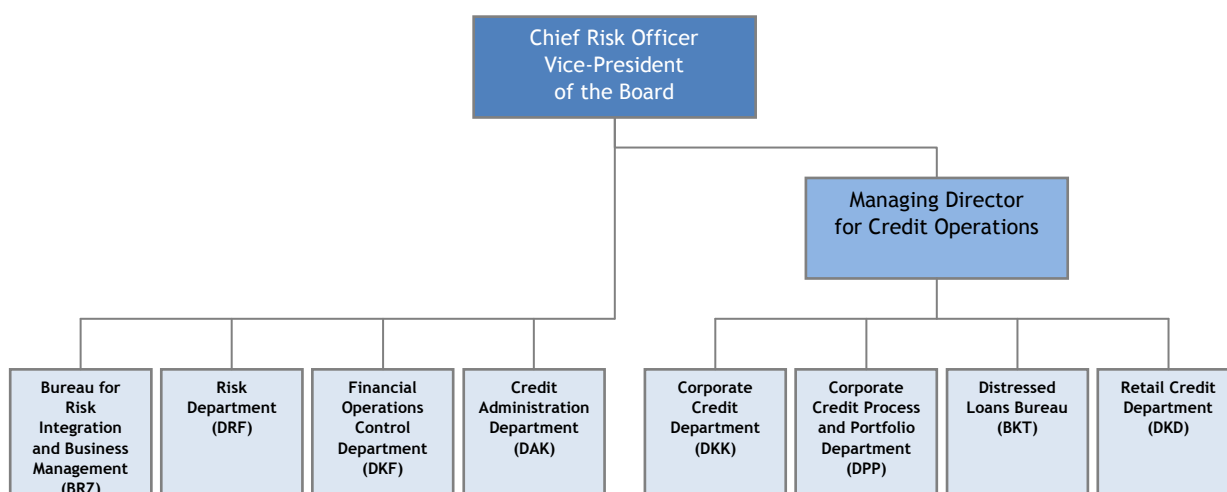 Chief Risk Officer
Vice-President
of the Board
Managing Director
for Credit Operations
Bureau for
Risk
Integration
and Business
Management
(BRZ)
Risk
Department
(DRF)
Financial
Operations
Control
Department
(DKF)
Credit
Administration
Department
(DAK)
Corporate
Credit
Department
(DKK)
Corporate
Credit Process
and Portfolio
Department
(DPP)
Distressed
Loans Bureau
(BKT)
Retail Credit
Department
(DKD)